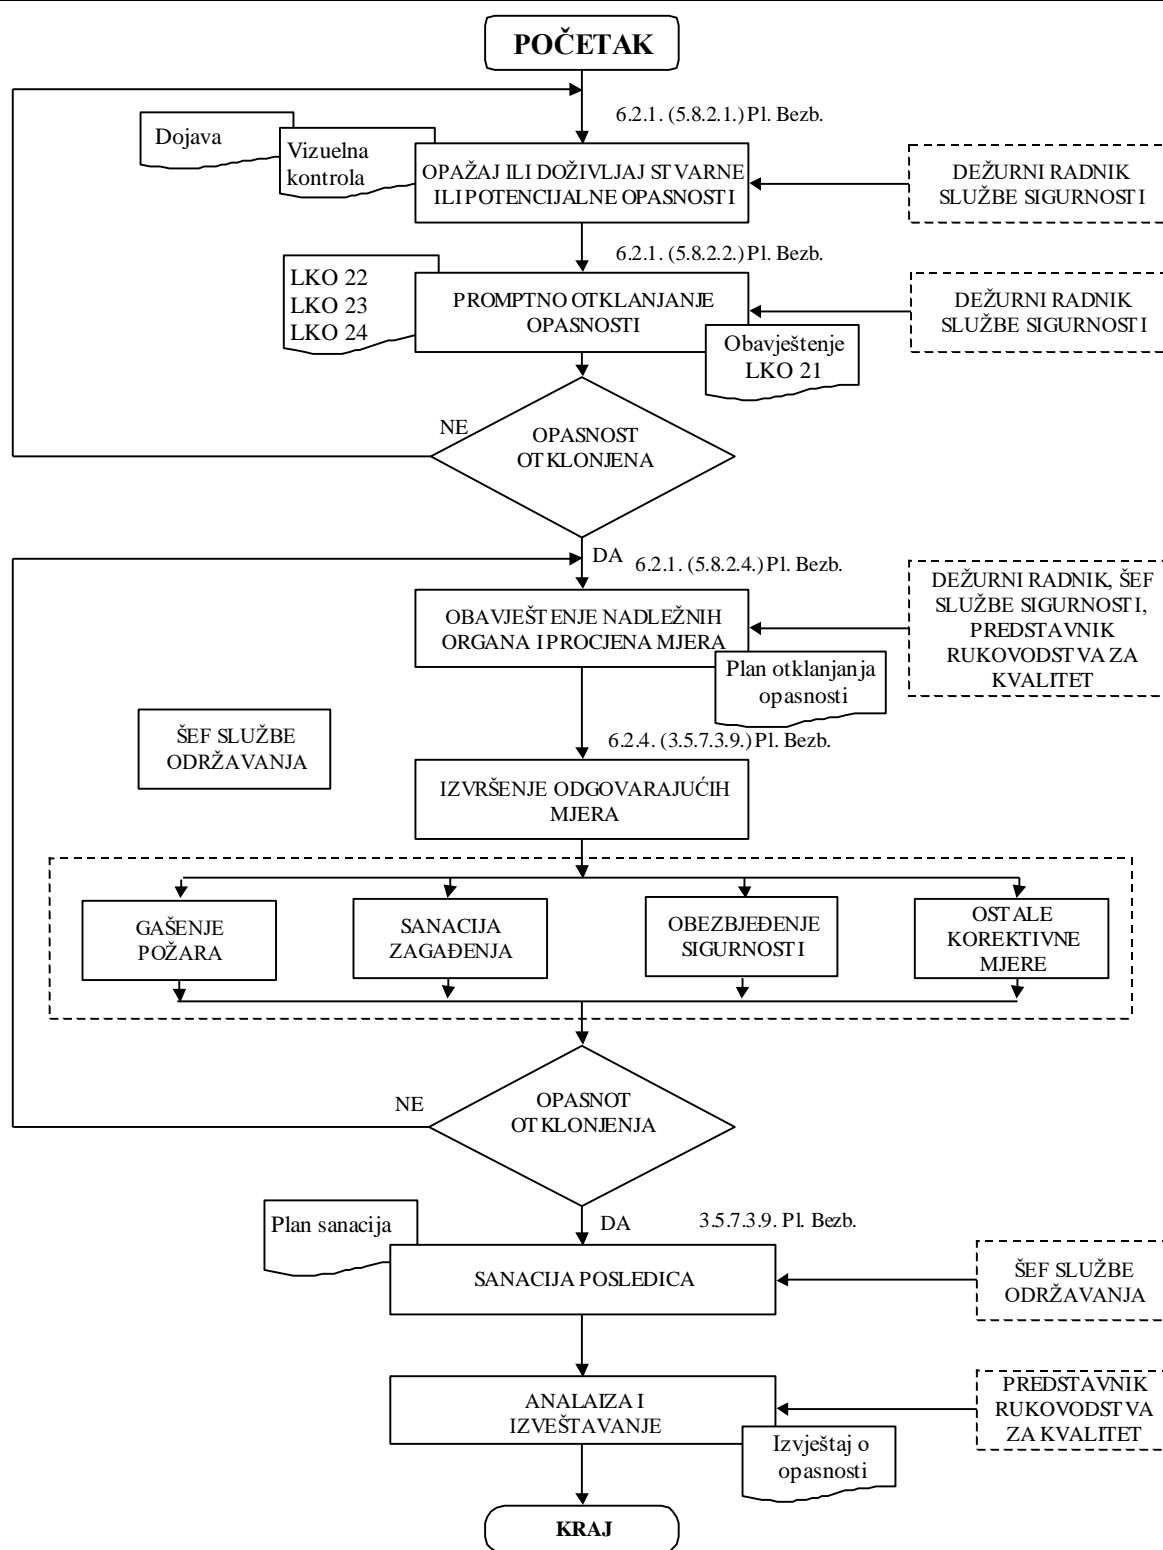 POČETAK
6.2.1. (5.8.2.1.) Pl. Bezb.
Dojava
Vizuelna
kontrola
OPAŽAJ ILI DOŽIVLJAJ STVARNE
ILI POTENCIJALNE OPASNOSTI
DEŽURNI RADNIK
SLUŽBE SIGURNOSTI
6.2.1. (5.8.2.2.) Pl. Bezb.
LKO 22
LKO 23
LKO 24
PROMPTNO OTKLANJANJE
OPASNOSTI
DEŽURNI RADNIK
SLUŽBE SIGURNOSTI
Obavještenje
LKO 21
NE
OPASNOST
OTKLONJENA
DA
6.2.1. (5.8.2.4.) Pl. Bezb.
OBAVJEŠTENJE NADLEŽNIH
ORGANA I PROCJENA MJERA
DEŽURNI RADNIK, ŠEF
SLUŽBE SIGURNOSTI,
PREDSTAVNIK
RUKOVODSTVA ZA
KVALITET
Plan otklanjanja
opasnosti
ŠEF SLUŽBE
ODRŽAVANJA
6.2.4. (3.5.7.3.9.) Pl. Bezb.
IZVRŠENJE ODGOVARAJUĆIH
MJERA
GAŠENJE
POŽARA
SANACIJA
ZAGAĐENJA
OBEZBJEĐENJE
SIGURNOSTI
OSTALE
KOREKTIVNE
MJERE
NE
OPASNOT
OTKLONJENJA
DA
3.5.7.3.9. Pl. Bezb.
Plan sanacija
SANACIJA POSLEDICA
ŠEF SLUŽBE
ODRŽAVANJA
ANALAIZA I
IZVEŠTAVANJE
PREDSTAVNIK
RUKOVODSTVA
ZA KVALITET
Izvještaj o
opasnosti
KRAJ